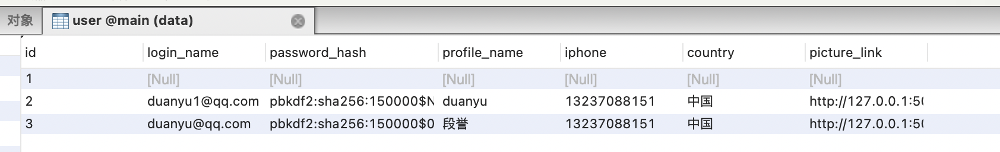 对象 user @main (data)
id login_name password_hash profile_name iphone country picture_link
1 [Null] [Null] [Null] [Null] [Null] [Null]
2 duanyu1@qq.com pbkdf2:sha256:150000$N duanyu 13237088151 中国 http://127.0.0.1:50
3 duanyu@qq.com pbkdf2:sha256:150000$0 段誉 13237088151 中国 http://127.0.0.1:50